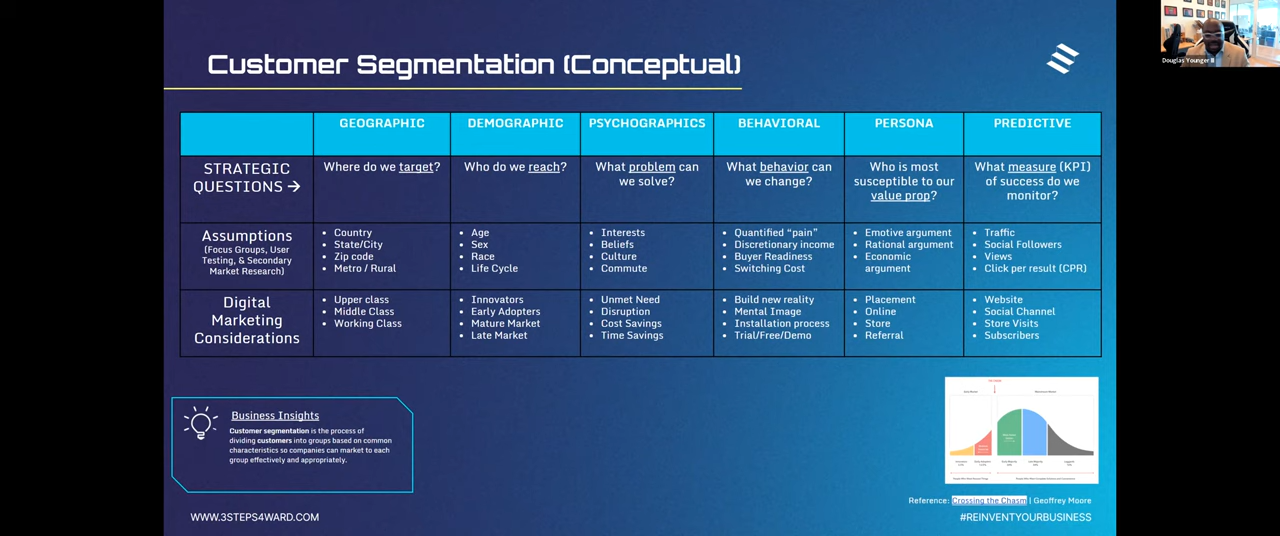 Douglas Younger II
Customer Segmentation (Conceptual)
GEOGRAPHIC
DEMOGRAPHIC
PSYCHOGRAPHICS
BEHAVIORAL
PERSONA
PREDICTIVE
STRATEGIC
QUESTIONS →
Where do we target?
Who do we reach?
What problem can
we solve?
What behavior can
we change?
Who is most
susceptible to our
value prop?
What measure (KPI)
of success do we
monitor?
Assumptions
(Focus Groups, User
Testing, & Secondary
Market Research)
• Country
• State/City
• Zip code
• Metro / Rural
• Age
• Sex
• Race
• Life Cycle
• Interests
• Beliefs
• Culture
• Commute
• Quantified “pain”
• Discretionary income
• Buyer Readiness
• Switching Cost
• Emotive argument
• Rational argument
• Economic
argument
• Traffic
• Social Followers
• Views
• Click per result (CPR)
Digital
Marketing
Considerations
• Upper class
• Middle Class
• Working Class
• Innovators
• Early Adopters
• Mature Market
• Late Market
• Unmet Need
• Disruption
• Cost Savings
• Time Savings
• Build new reality
• Mental Image
• Installation process
• Trial/Free/Demo
• Placement
• Online
• Store
• Referral
• Website
• Social Channel
• Store Visits
• Subscribers
Business Insights
Customer segmentation is the process of
dividing customers into groups based on common
characteristics so companies can market to each
group effectively and appropriately.
Reference: Crossing the Chasm | Geoffrey Moore
WWW.3STEPS4WARD.COM
#REINVENTYOURBUSINESS